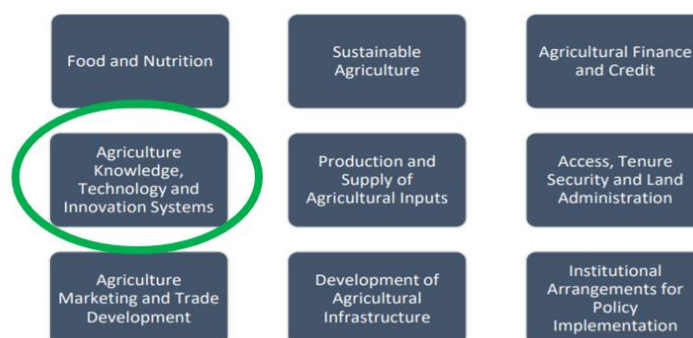 Food and Nutrition
Sustainable
Agriculture
Agricultural Finance
and Credit
Agriculture
Knowledge,
Technology and
Innovation Systems
Production and
Supply of
Agricultural Inputs
Access, Tenure
Security and Land
Administration
Agriculture
Marketing and Trade
Development
Development of
Agricultural
Infrastructure
Institutional
Arrangements for
Policy
Implementation